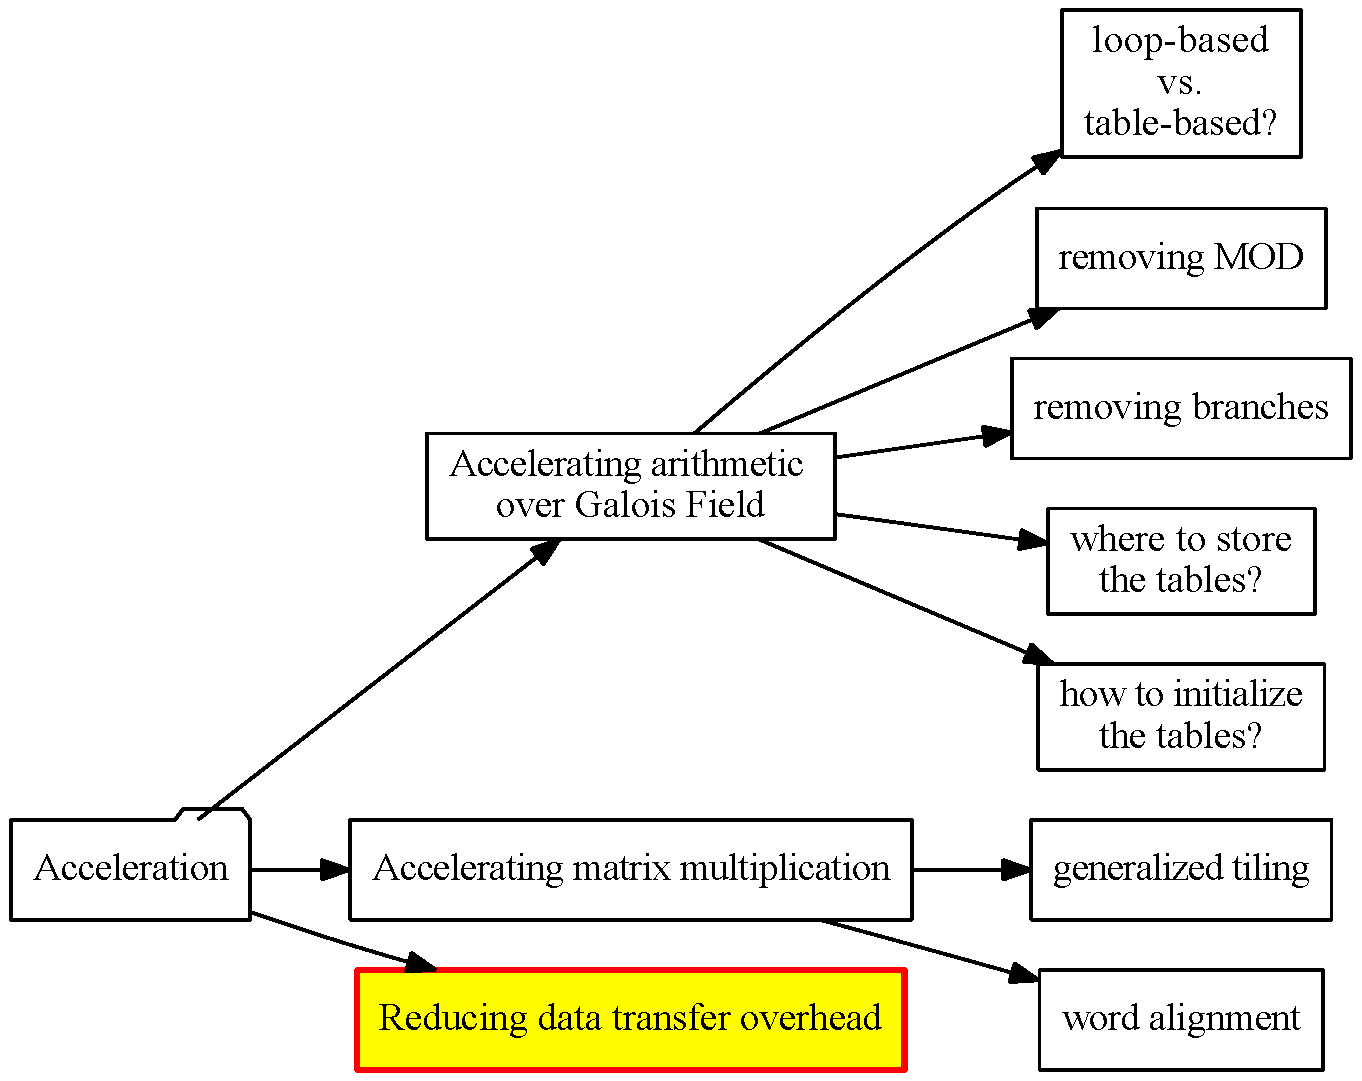 loop-based
vs.
table-based?
removing MOD
removing branches
Accelerating arithmetic
over Galois Field
where to store
the tables?
how to initialize
the tables?
Acceleration
Accelerating matrix multiplication
generalized tiling
Reducing data transfer overhead
word alignment